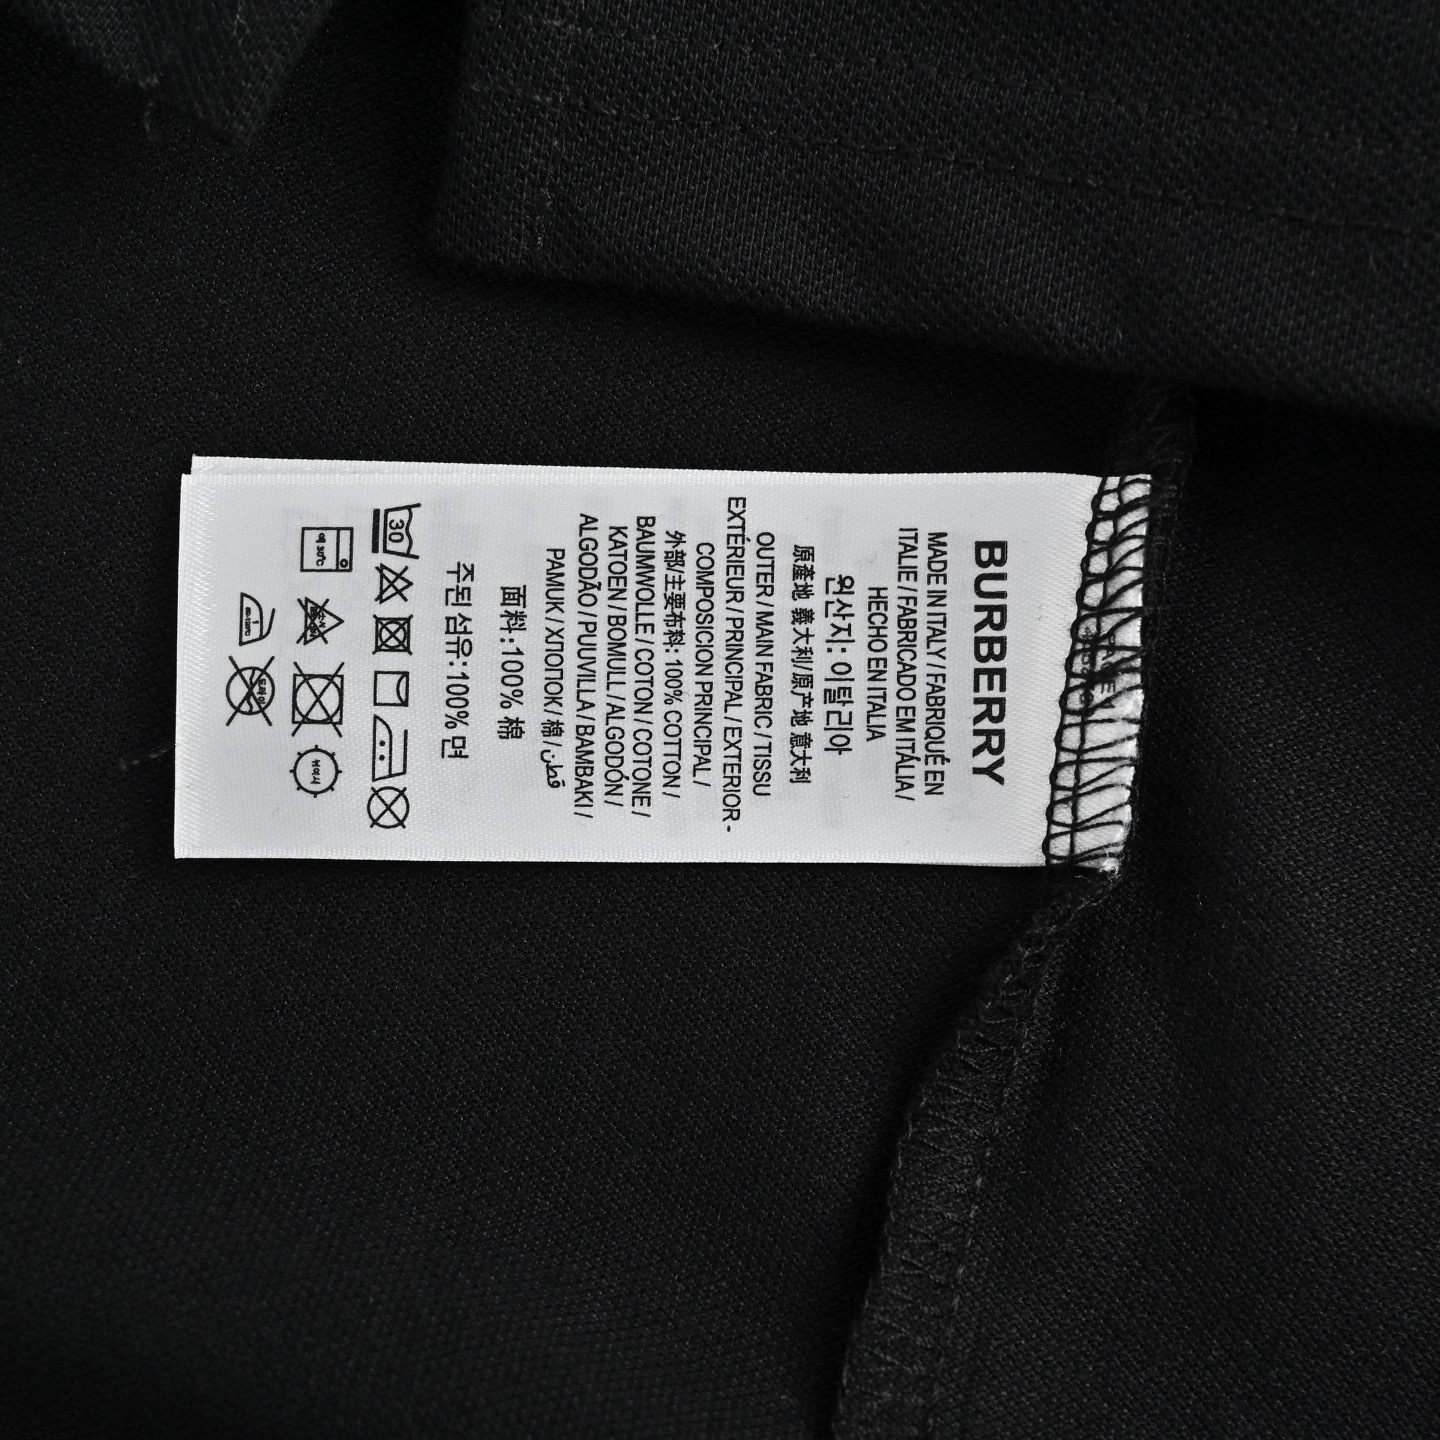 BURBERRY
MADE IN ITALY / FABRIQUÉ EN
ITALIE / FABRICADO EM ITÁLIA /
HECHO EN ITALIA
원산지: 이탈리아
原產地 義大利/原产地 意大利
OUTER / MAIN FABRIC / TISSU
EXTÉRIEUR / PRINCIPAL / EXTERIOR -
COMPOSICION PRINCIPAL /
外部/主要布料: 100% COTTON /
BAUMWOLLE / COTON / COTONE /
KATOEN / BOMULL / ALGODÓN /
ALGODÃO / PUUVILLA / BAMBAKI /
PAMUK / ХЛОПОК / 棉 / قطن
面料:100% 棉
주된 섬유: 100% 면
30
약 30℃